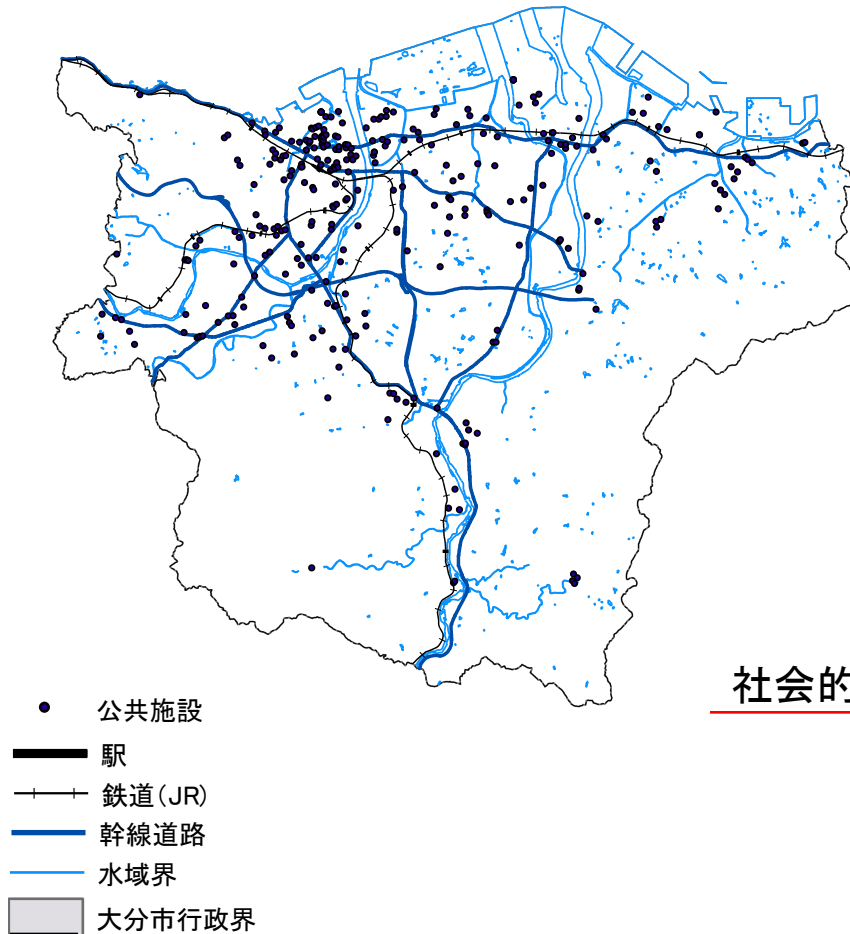 社会的
公共施設
駅
鉄道(JR)
幹線道路
水域界
大分市行政界